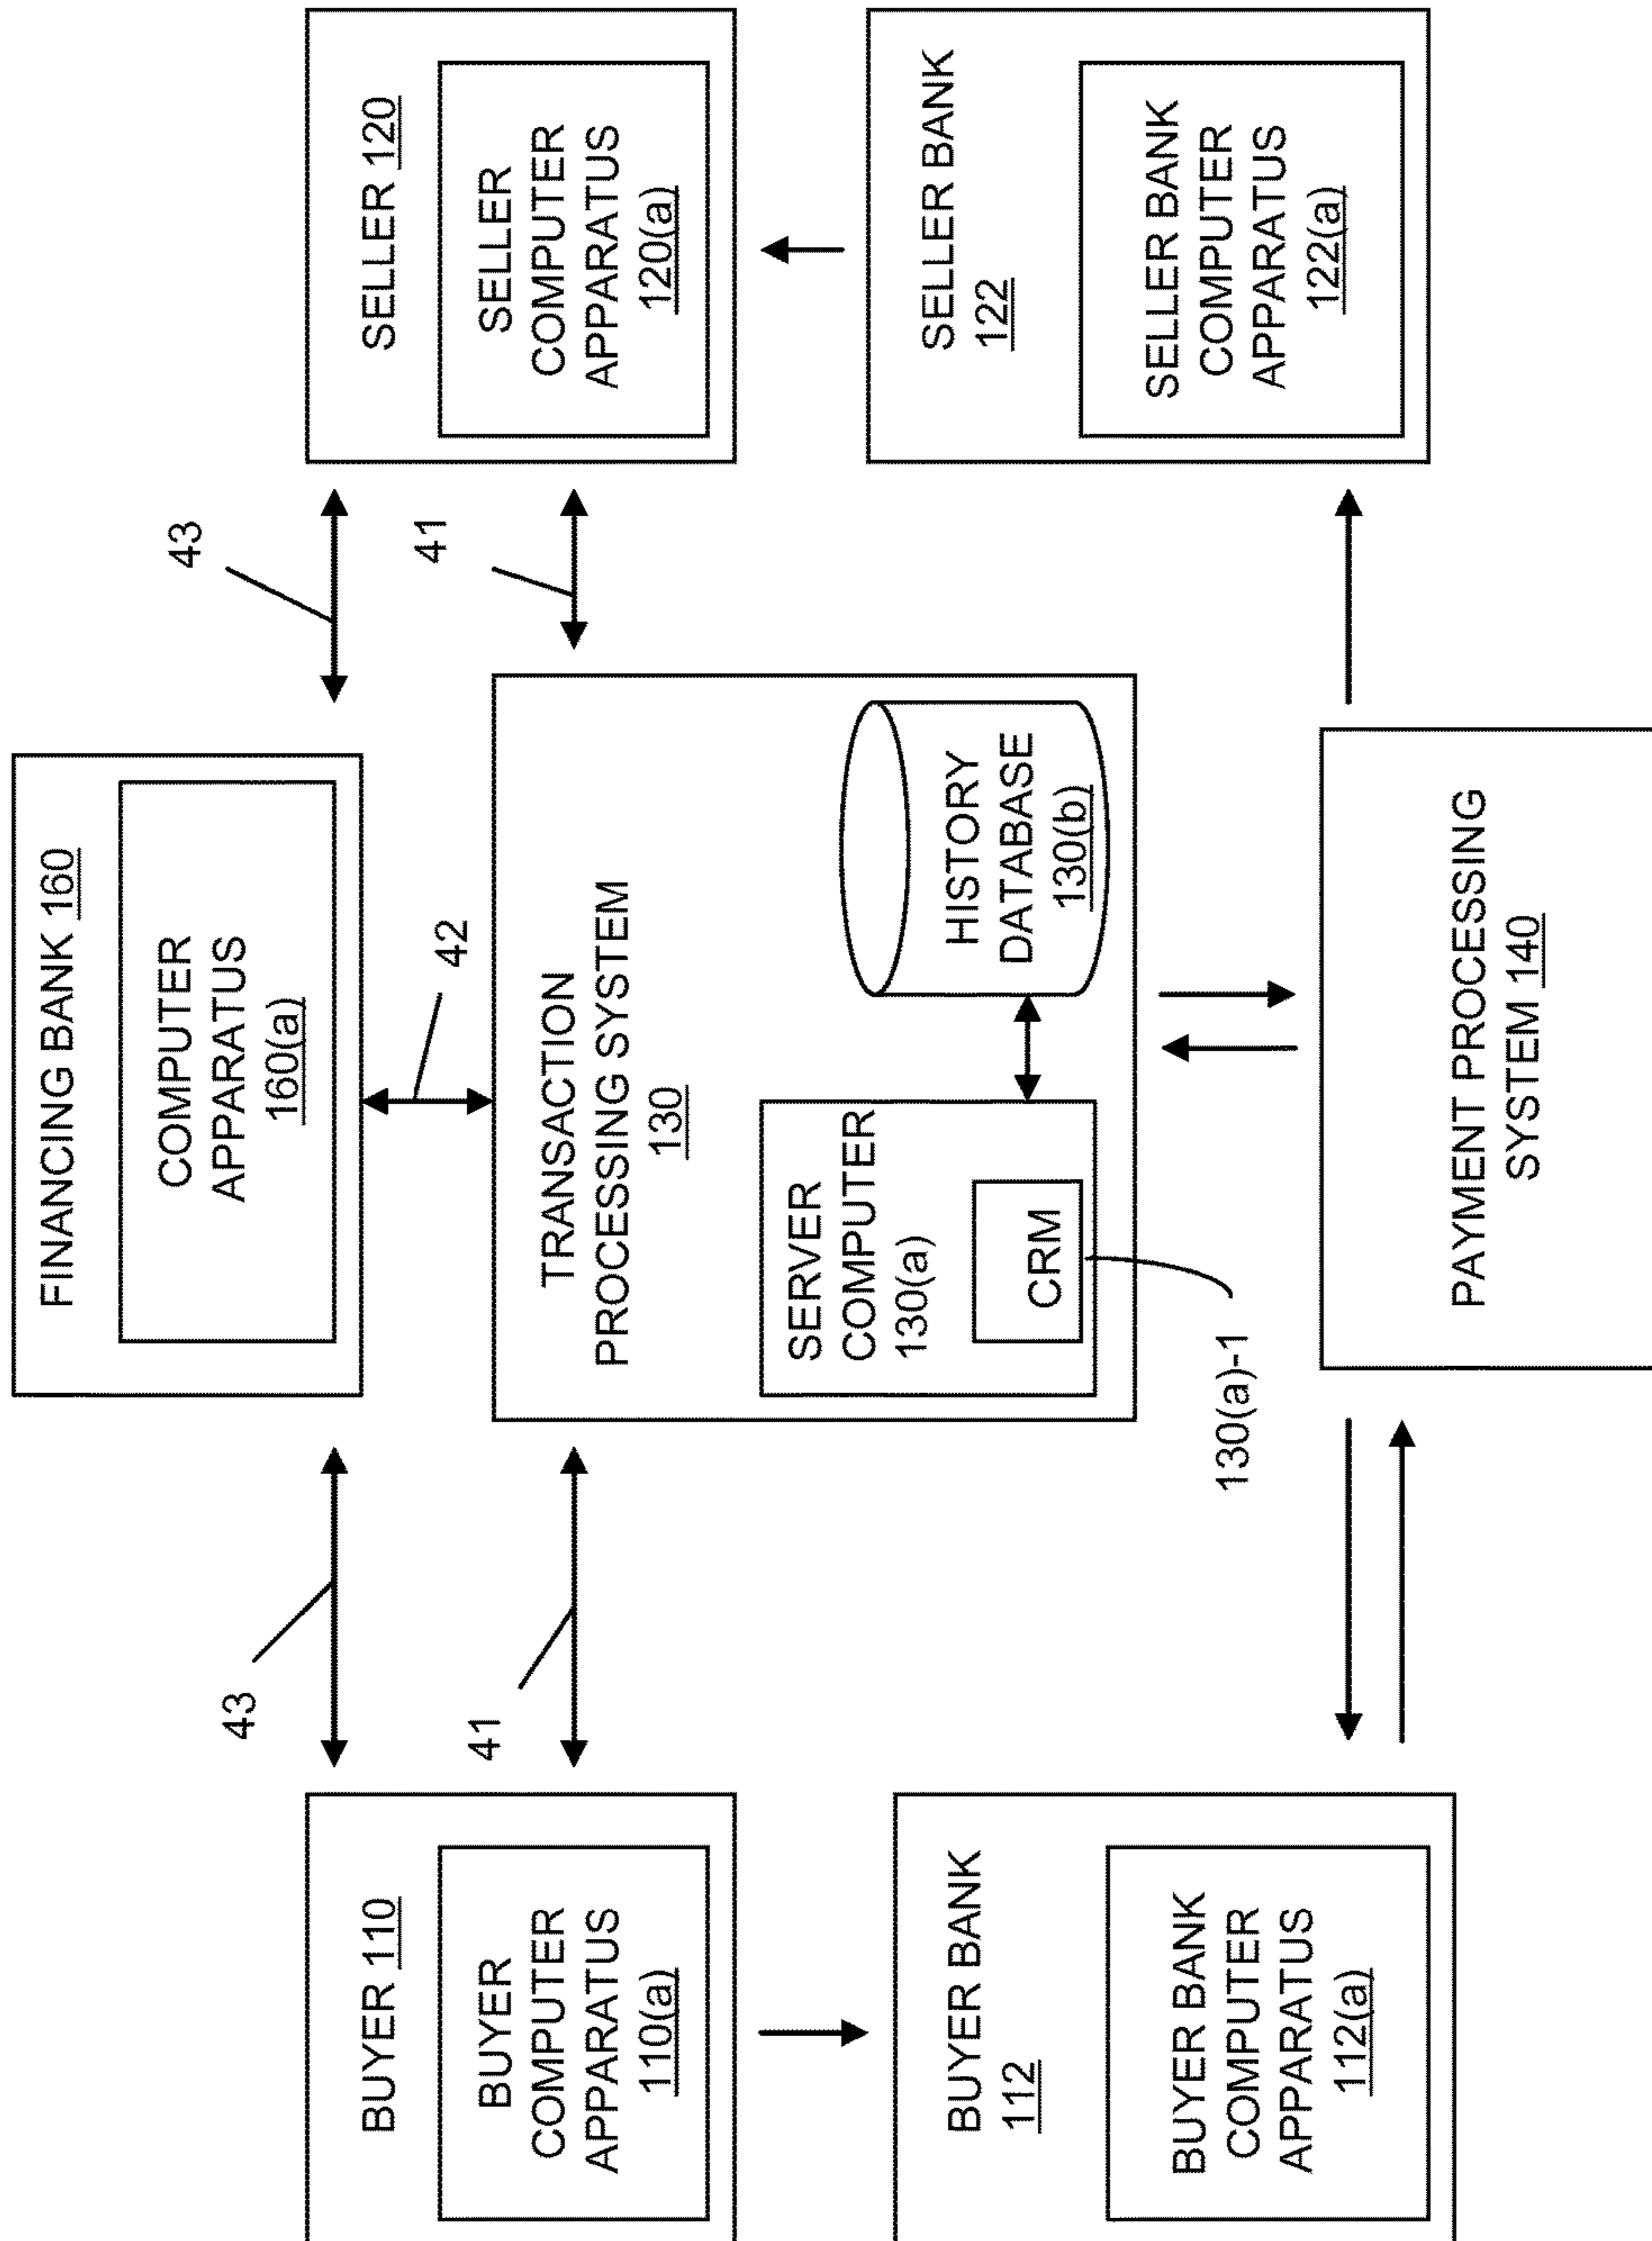 FINANCING BANK 160
COMPUTER
APPARATUS
160(a)
43
43
42
41
41
BUYER 110
BUYER
COMPUTER
APPARATUS
110(a)
TRANSACTION
PROCESSING SYSTEM
130
SERVER
COMPUTER
130(a)
CRM
HISTORY
DATABASE
130(b)
130(a)-1
SELLER 120
SELLER
COMPUTER
APPARATUS
120(a)
BUYER BANK
112
BUYER BANK
COMPUTER
APPARATUS
112(a)
PAYMENT PROCESSING
SYSTEM 140
SELLER BANK
122
SELLER BANK
COMPUTER
APPARATUS
122(a)